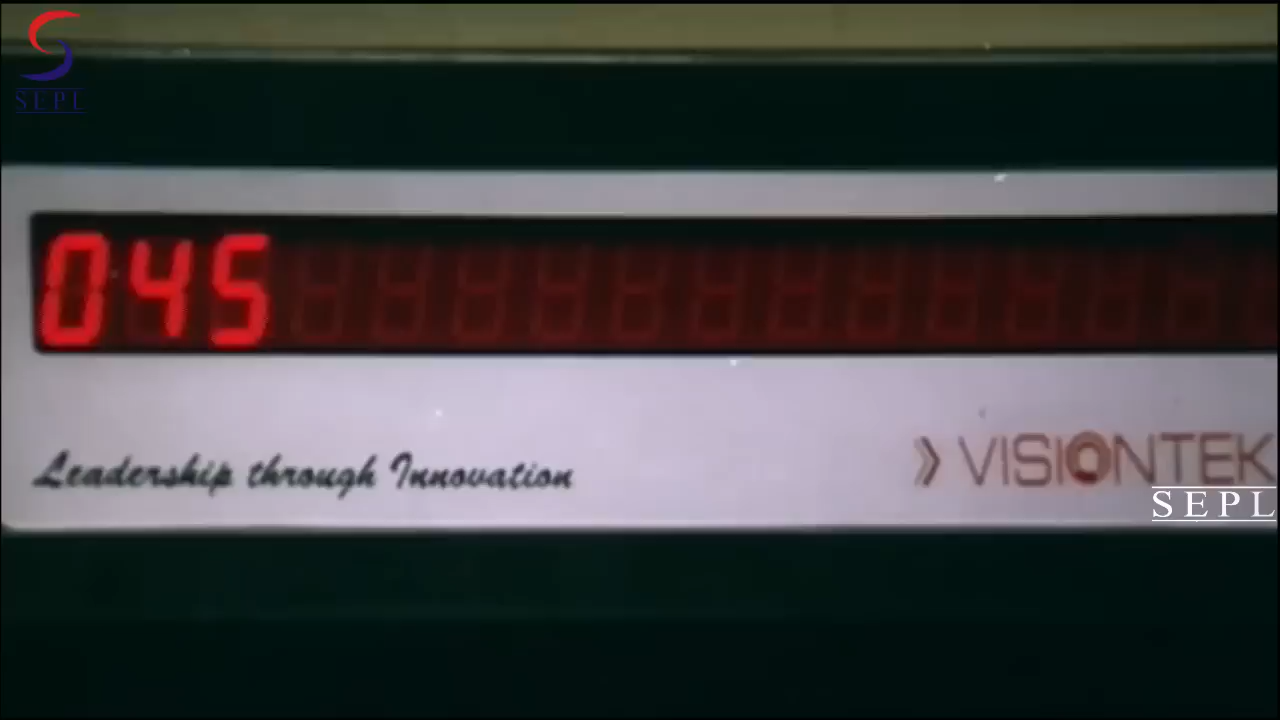 SEPL
045
Leadership through Innovation
VISIONTEK
SEPL